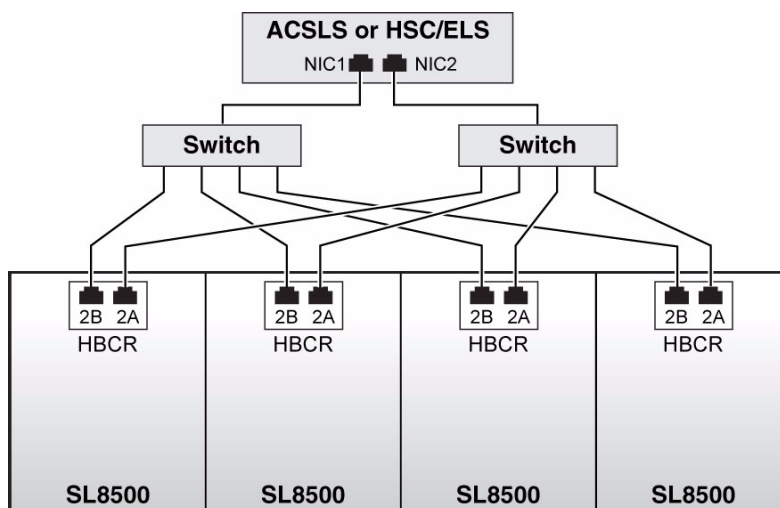 ACSLS or HSC/ELS
NIC1 NIC2
Switch Switch
2B 2A 2B 2A 2B 2A 2B 2A
HBCR HBCR HBCR HBCR
SL8500 SL8500 SL8500 SL8500